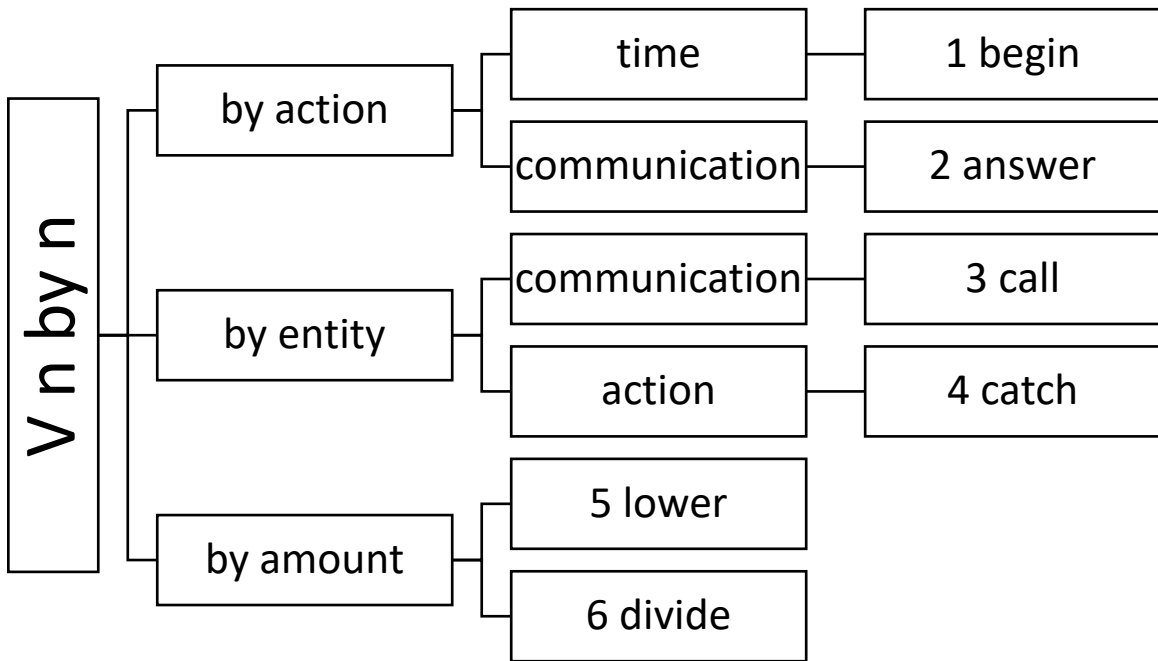 V n by n
by action
time
1 begin
communication
2 answer
by entity
communication
3 call
action
4 catch
by amount
5 lower
6 divide